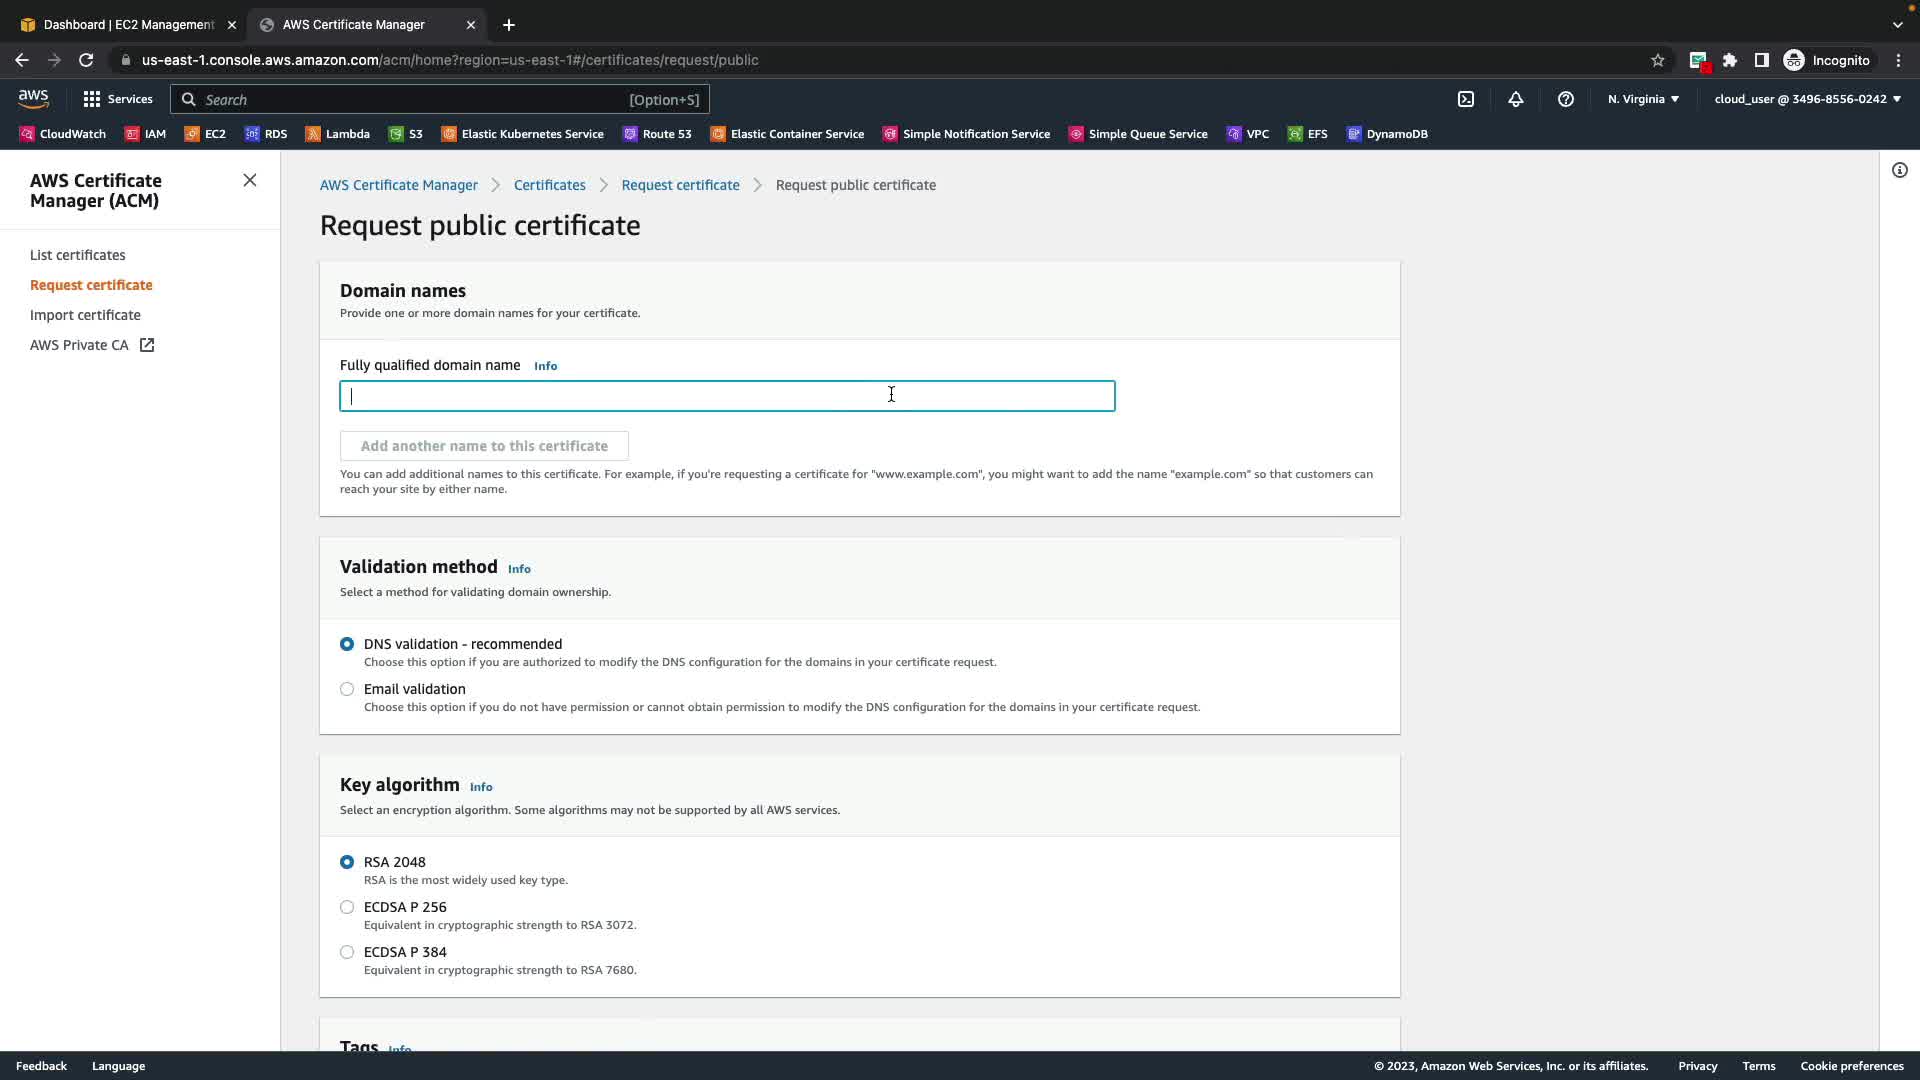 Dashboard | EC2 Management
AWS Certificate Manager
us-east-1.console.aws.amazon.com/acm/home?region=us-east-1#/certificates/request/public
Incognito
aws
Services
Search
[Option+S]
N. Virginia
cloud_user @ 3496-8556-0242
CloudWatch
IAM
EC2
RDS
Lambda
S3
Elastic Kubernetes Service
Route 53
Elastic Container Service
Simple Notification Service
Simple Queue Service
VPC
EFS
DynamoDB
AWS Certificate
Manager (ACM)
List certificates
Request certificate
Import certificate
AWS Private CA
AWS Certificate Manager
Certificates
Request certificate
Request public certificate
Request public certificate
Domain names
Provide one or more domain names for your certificate.
Fully qualified domain name Info
Add another name to this certificate
You can add additional names to this certificate. For example, if you're requesting a certificate for "www.example.com", you might want to add the name "example.com" so that customers can
reach your site by either name.
Validation method Info
Select a method for validating domain ownership.
DNS validation - recommended
Choose this option if you are authorized to modify the DNS configuration for the domains in your certificate request.
Email validation
Choose this option if you do not have permission or cannot obtain permission to modify the DNS configuration for the domains in your certificate request.
Key algorithm Info
Select an encryption algorithm. Some algorithms may not be supported by all AWS services.
RSA 2048
RSA is the most widely used key type.
ECDSA P 256
Equivalent in cryptographic strength to RSA 3072.
ECDSA P 384
Equivalent in cryptographic strength to RSA 7680.
Tags Info
Feedback
Language
© 2023, Amazon Web Services, Inc. or its affiliates.
Privacy
Terms
Cookie preferences